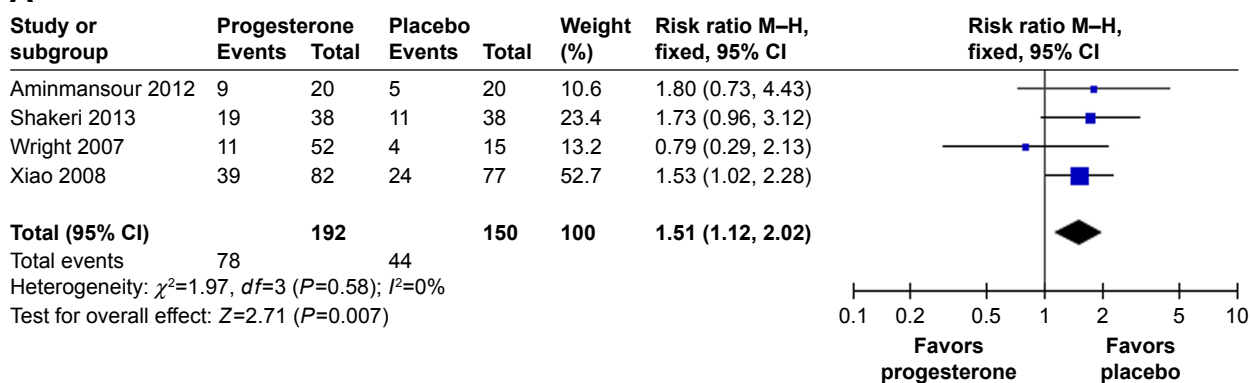 Study or subgroup Progesterone Placebo Weight (%) Risk ratio M–H, fixed, 95% CI Risk ratio M–H, fixed, 95% CI
Events Total Events Total
Aminmansour 2012 9 20 5 20 10.6 1.80 (0.73, 4.43)
Shakeri 2013 19 38 11 38 23.4 1.73 (0.96, 3.12)
Wright 2007 11 52 4 15 13.2 0.79 (0.29, 2.13)
Xiao 2008 39 82 24 77 52.7 1.53 (1.02, 2.28)
Total (95% CI) 192 150 100 1.51 (1.12, 2.02)
Total events 78 44
Heterogeneity: χ²=1.97, df=3 (P=0.58); I²=0%
Test for overall effect: Z=2.71 (P=0.007)
0.1 0.2 0.5 1 2 5 10
Favors progesterone Favors placebo